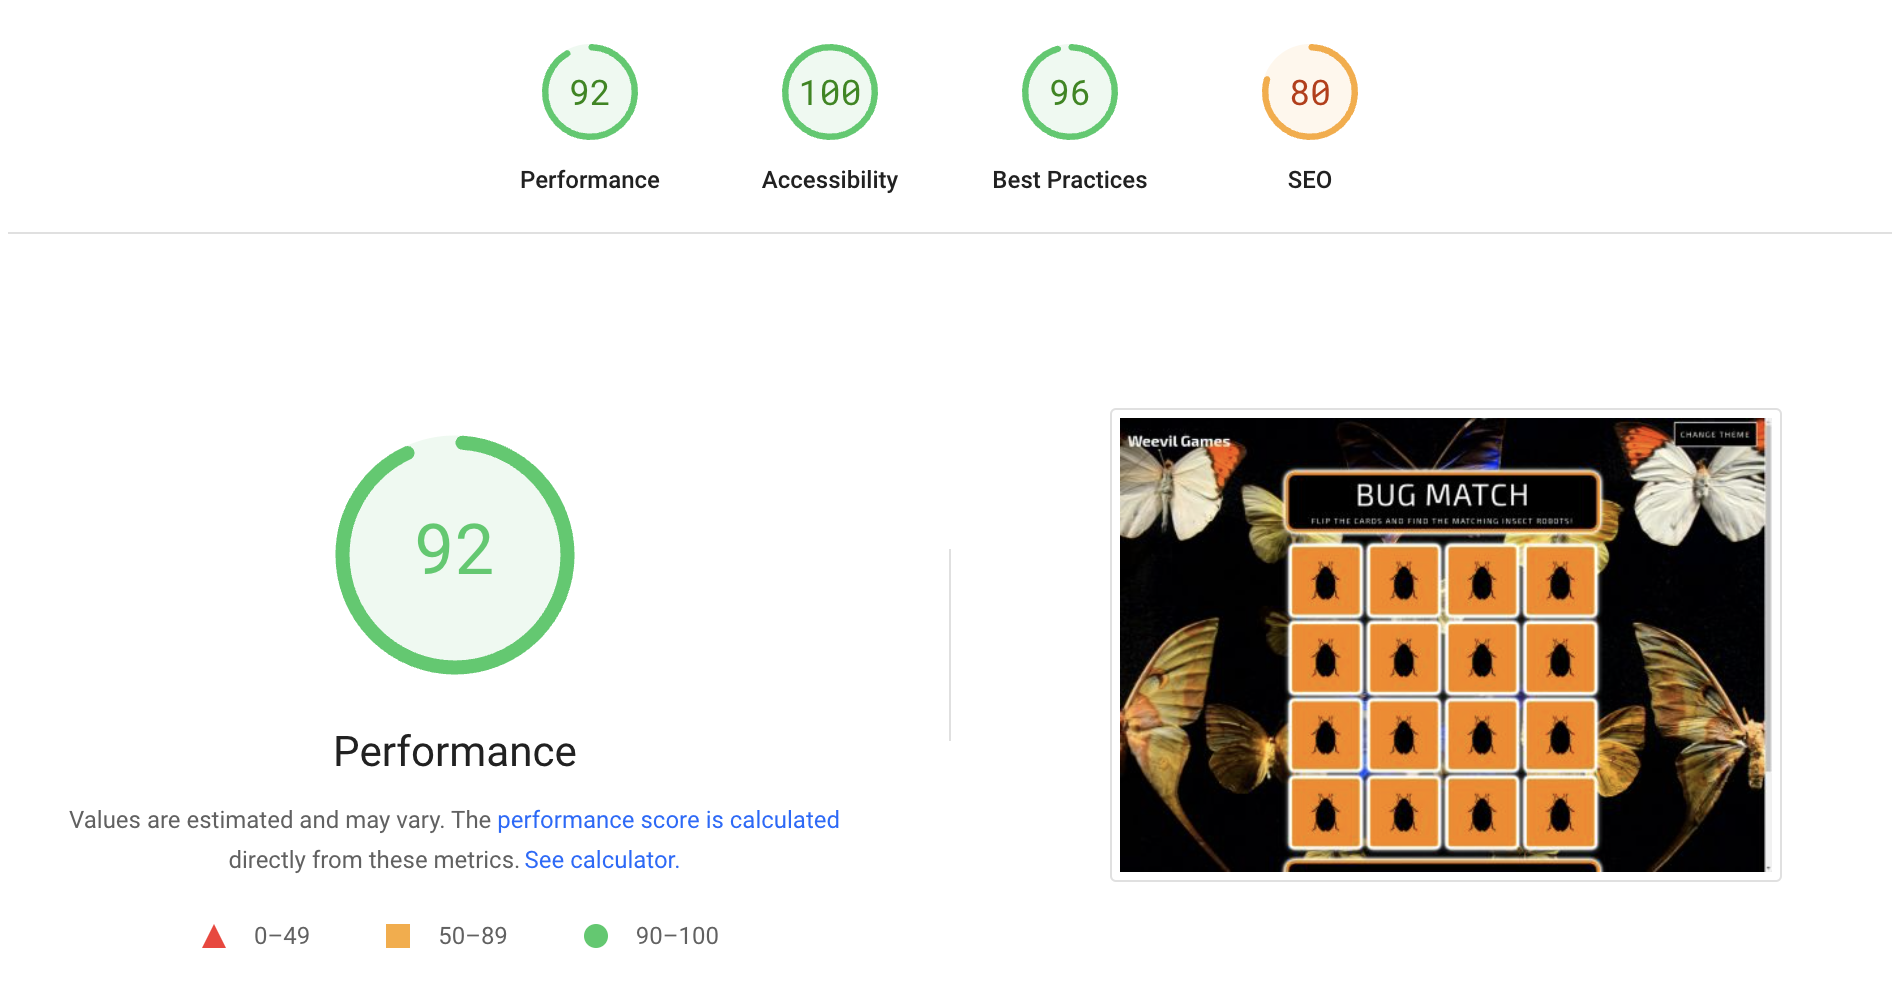 92
100
96
80
Performance
Accessibility
Best Practices
SEO
92
Performance
Values are estimated and may vary. The performance score is calculated
directly from these metrics. See calculator.
0–49
50–89
90–100
Weevil Games
CHANGE THEME
BUG MATCH
FLIP THE CARDS AND FIND THE MATCHING INSECT ROBOTS!